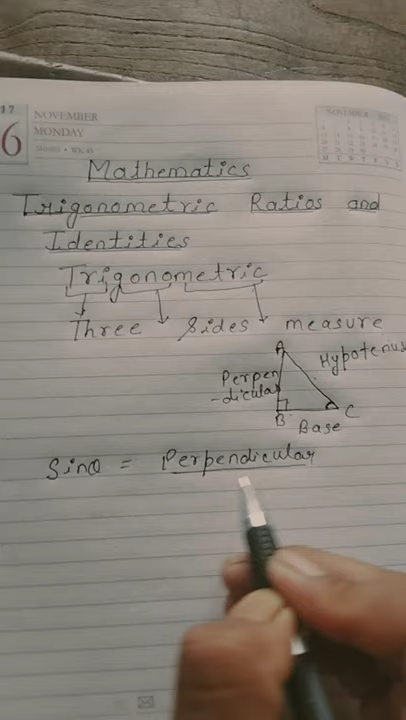 17
6
NOVEMBER
MONDAY
NOVEMBER
Mathematics
Trigonometric Ratios and
Identities
Trigonometric
Three Sides measure
A
Hypotenus
Perpen
-dicular
B
C
Base
Sinθ = Perpendicular